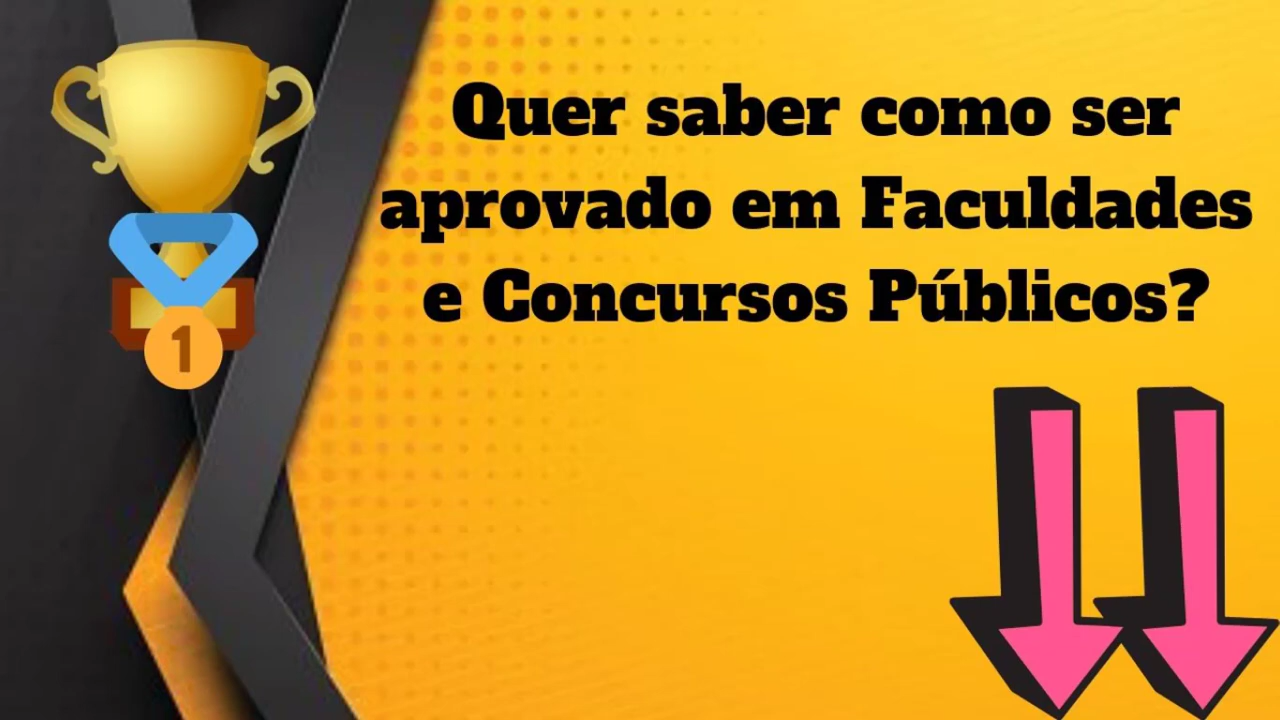 Quer saber como ser
aprovado em Faculdades
e Concursos Públicos?
1